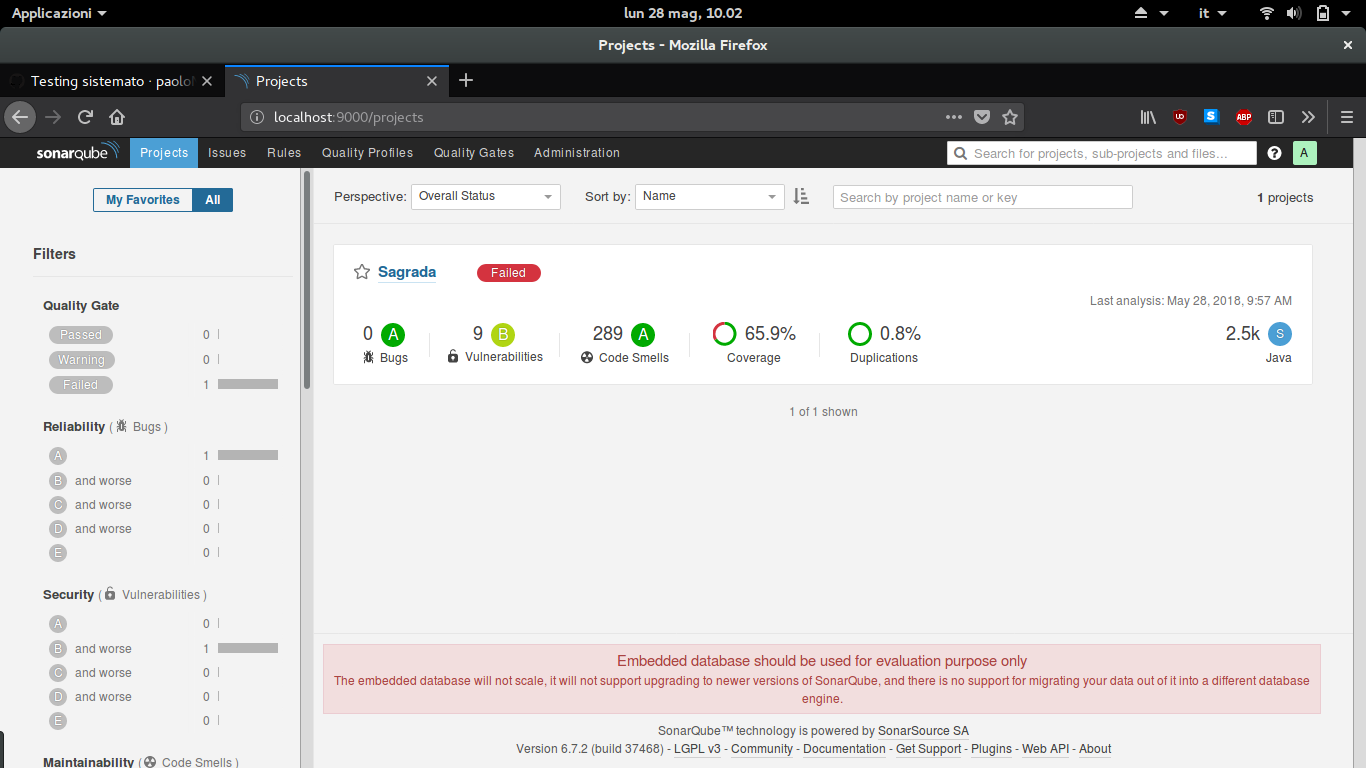 Applicazioni lun 28 mag, 10.02 it
Projects - Mozilla Firefox
Testing sistemato · paolo Projects
localhost:9000/projects
sonarqube Projects Issues Rules Quality Profiles Quality Gates Administration Search for projects, sub-projects and files... ? A
My Favorites All
Perspective: Overall Status Sort by: Name Search by project name or key 1 projects
Filters
Quality Gate
Passed 0
Warning 0
Failed 1
Reliability ( Bugs )
A 1
B and worse 0
C and worse 0
D and worse 0
E 0
Security ( Vulnerabilities )
A 0
B and worse 1
C and worse 0
D and worse 0
E 0
Maintainability ( Code Smells )
Sagrada Failed
Last analysis: May 28, 2018, 9:57 AM
0 A 9 B 289 A 65.9% 0.8% 2.5k S
Bugs Vulnerabilities Code Smells Coverage Duplications Java
1 of 1 shown
Embedded database should be used for evaluation purpose only
The embedded database will not scale, it will not support upgrading to newer versions of SonarQube, and there is no support for migrating your data out of it into a different database
engine.
SonarQube™ technology is powered by SonarSource SA
Version 6.7.2 (build 37468) - LGPL v3 - Community - Documentation - Get Support - Plugins - Web API - About